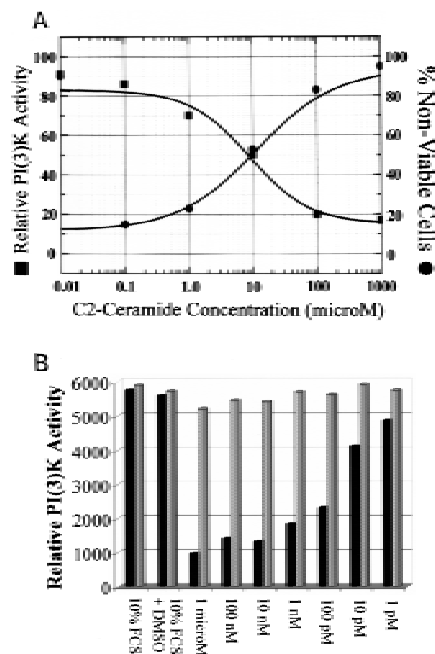 A
100
80
60
40
20
0
■ Relative PI(3)K Activity
100
80
60
40
20
0
● % Non-Viable Cells
0.01 0.1 1.0 10 100 1000
C2-Ceramide Concentration (microM)
B
6000
5000
4000
3000
2000
1000
0
Relative PI(3)K Activity
10% FCS
10% FCS + DMSO
1 microM
100 nM
10 nM
1 nM
100 pM
10 pM
1 pM